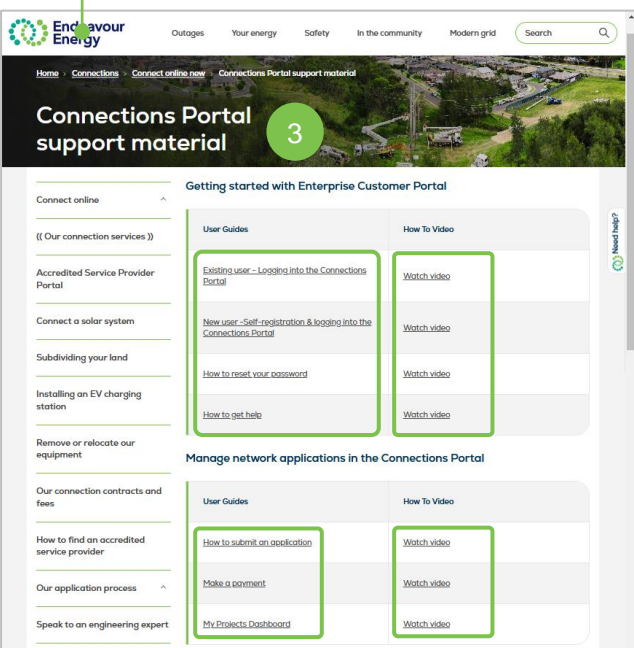 Endeavour
Energy
Outages
Your energy
Safety
In the community
Modern grid
Search
Home › Connections › Connect online new › Connections Portal support material
Connections Portal
support material
3
Connect online
(( Our connection services ))
Accredited Service Provider
Portal
Connect a solar system
Subdividing your land
Installing an EV charging
station
Remove or relocate our
equipment
Our connection contracts and
fees
How to find an accredited
service provider
Our application process
Speak to an engineering expert
Getting started with Enterprise Customer Portal
User Guides
How To Video
Existing user - Logging into the Connections
Portal
Watch video
New user -Self-registration & logging into the
Connections Portal
Watch video
How to reset your password
Watch video
How to get help
Watch video
Manage network applications in the Connections Portal
User Guides
How To Video
How to submit an application
Watch video
Make a payment
Watch video
My Projects Dashboard
Watch video
Need help?